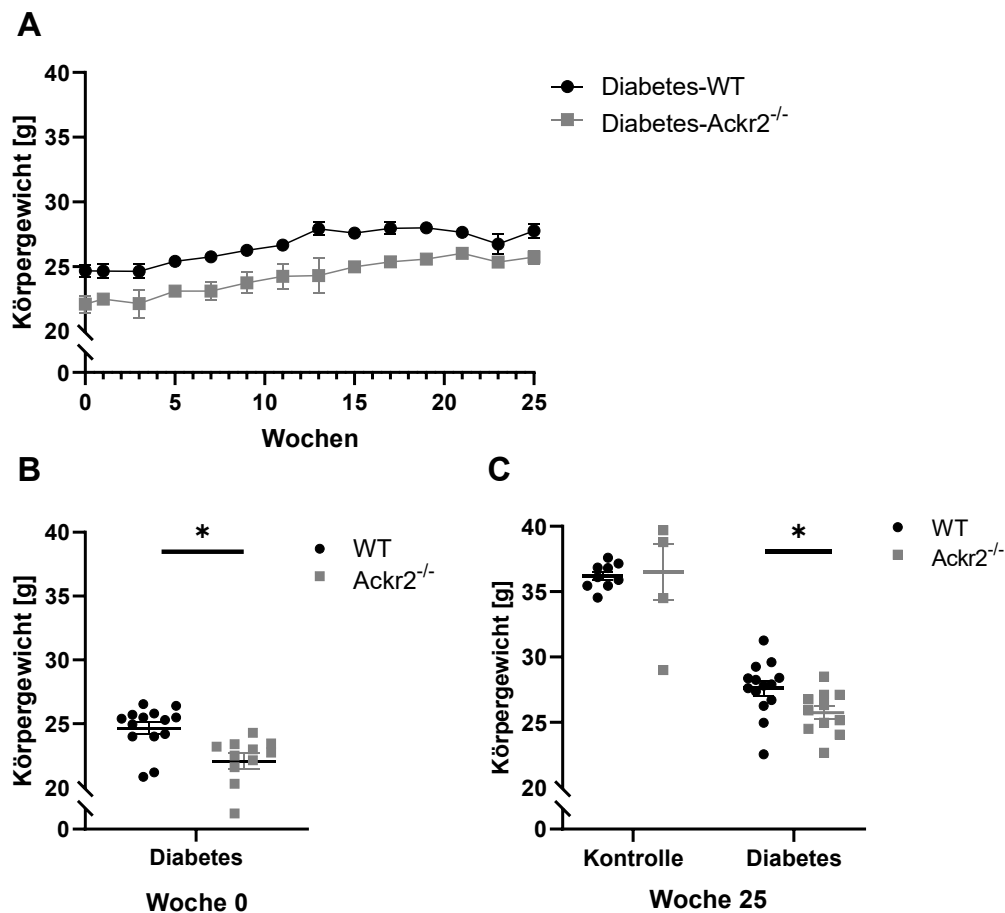 A
Körpergewicht [g]
40
35
30
25
20
0
0 5 10 15 20 25
Wochen
Diabetes-WT
Diabetes-Ackr2-/-
B
Körpergewicht [g]
40
35
30
25
20
0
*
WT
Ackr2-/-
Diabetes
Woche 0
C
Körpergewicht [g]
40
35
30
25
20
0
*
WT
Ackr2-/-
Kontrolle Diabetes
Woche 25